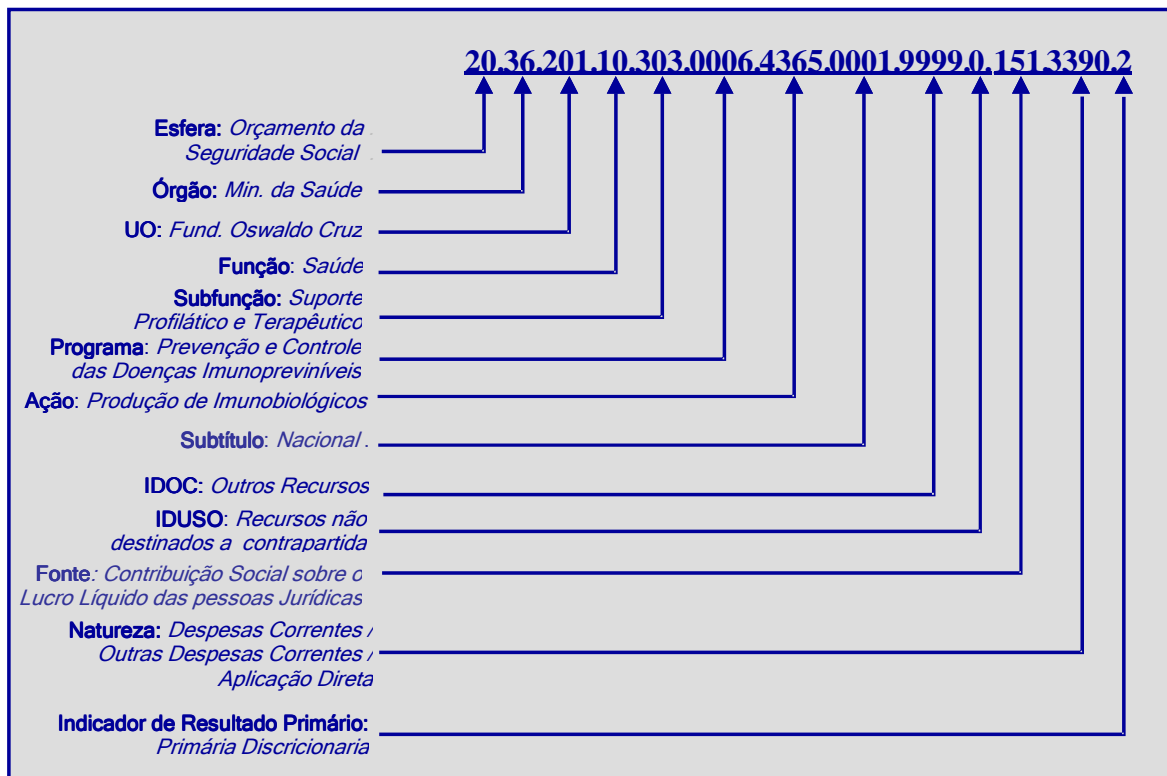 20.36.201.10.303.0006.4365.0001.9999.0.151.3390.2
Esfera: Orçamento da
Seguridade Social
Órgão: Min. da Saúde
UO: Fund. Oswaldo Cruz
Função: Saúde
Subfunção: Suporte
Profilático e Terapêutico
Programa: Prevenção e Controle
das Doenças Imunopreviníveis
Ação: Produção de Imunobiológicos
Subtítulo: Nacional .
IDOC: Outros Recursos
IDUSO: Recursos não
destinados a contrapartida
Fonte: Contribuição Social sobre o
Lucro Líquido das pessoas Jurídicas
Natureza: Despesas Correntes /
Outras Despesas Correntes /
Aplicação Direta
Indicador de Resultado Primário:
Primária Discricionaria